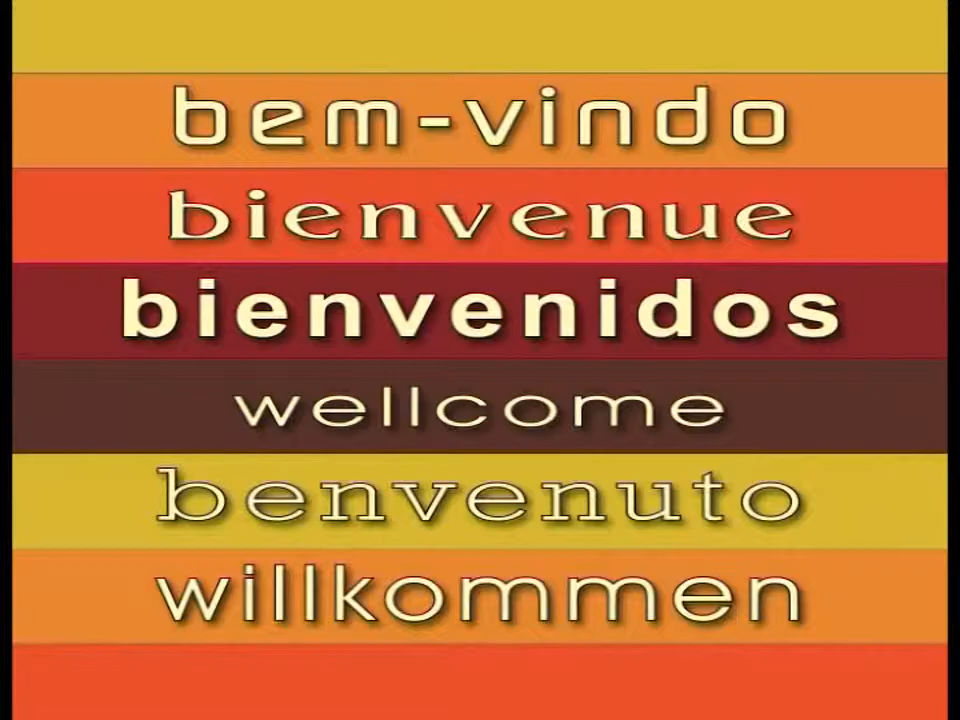 bem-vindo
bienvenue
bienvenidos
wellcome
benvenuto
willkommen